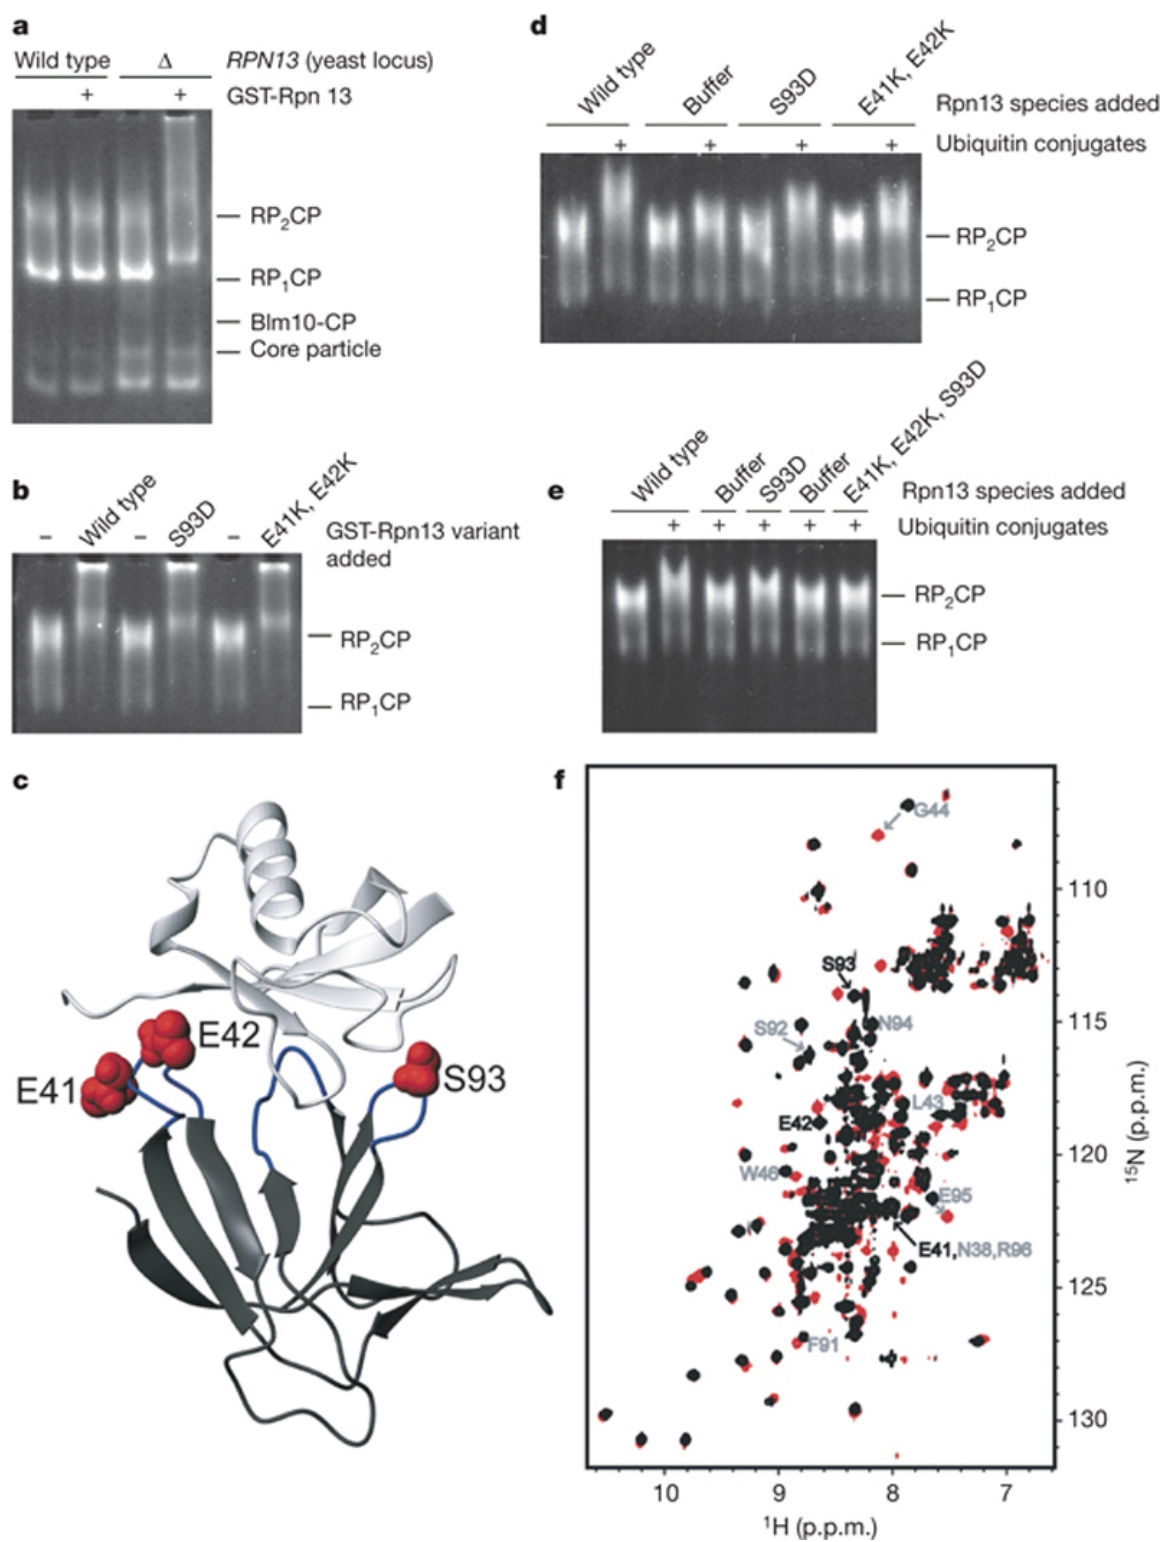 a
Wild type Δ RPN13 (yeast locus)
+ + GST-Rpn 13
RP2CP
RP1CP
Blm10-CP
Core particle
b
– Wild type – S93D – E41K, E42K
GST-Rpn13 variant
added
RP2CP
RP1CP
c
E42
E41
S93
d
Wild type Buffer S93D E41K, E42K
Rpn13 species added
+ + + + Ubiquitin conjugates
RP2CP
RP1CP
e
Wild type Buffer S93D Buffer E41K, E42K, S93D
Rpn13 species added
+ + + + + Ubiquitin conjugates
RP2CP
RP1CP
f
G44
S93
S92
N94
L43
E42
W46
E95
E41,N38,R96
F91
110
115
120
125
130
15N (p.p.m.)
10 9 8 7
1H (p.p.m.)